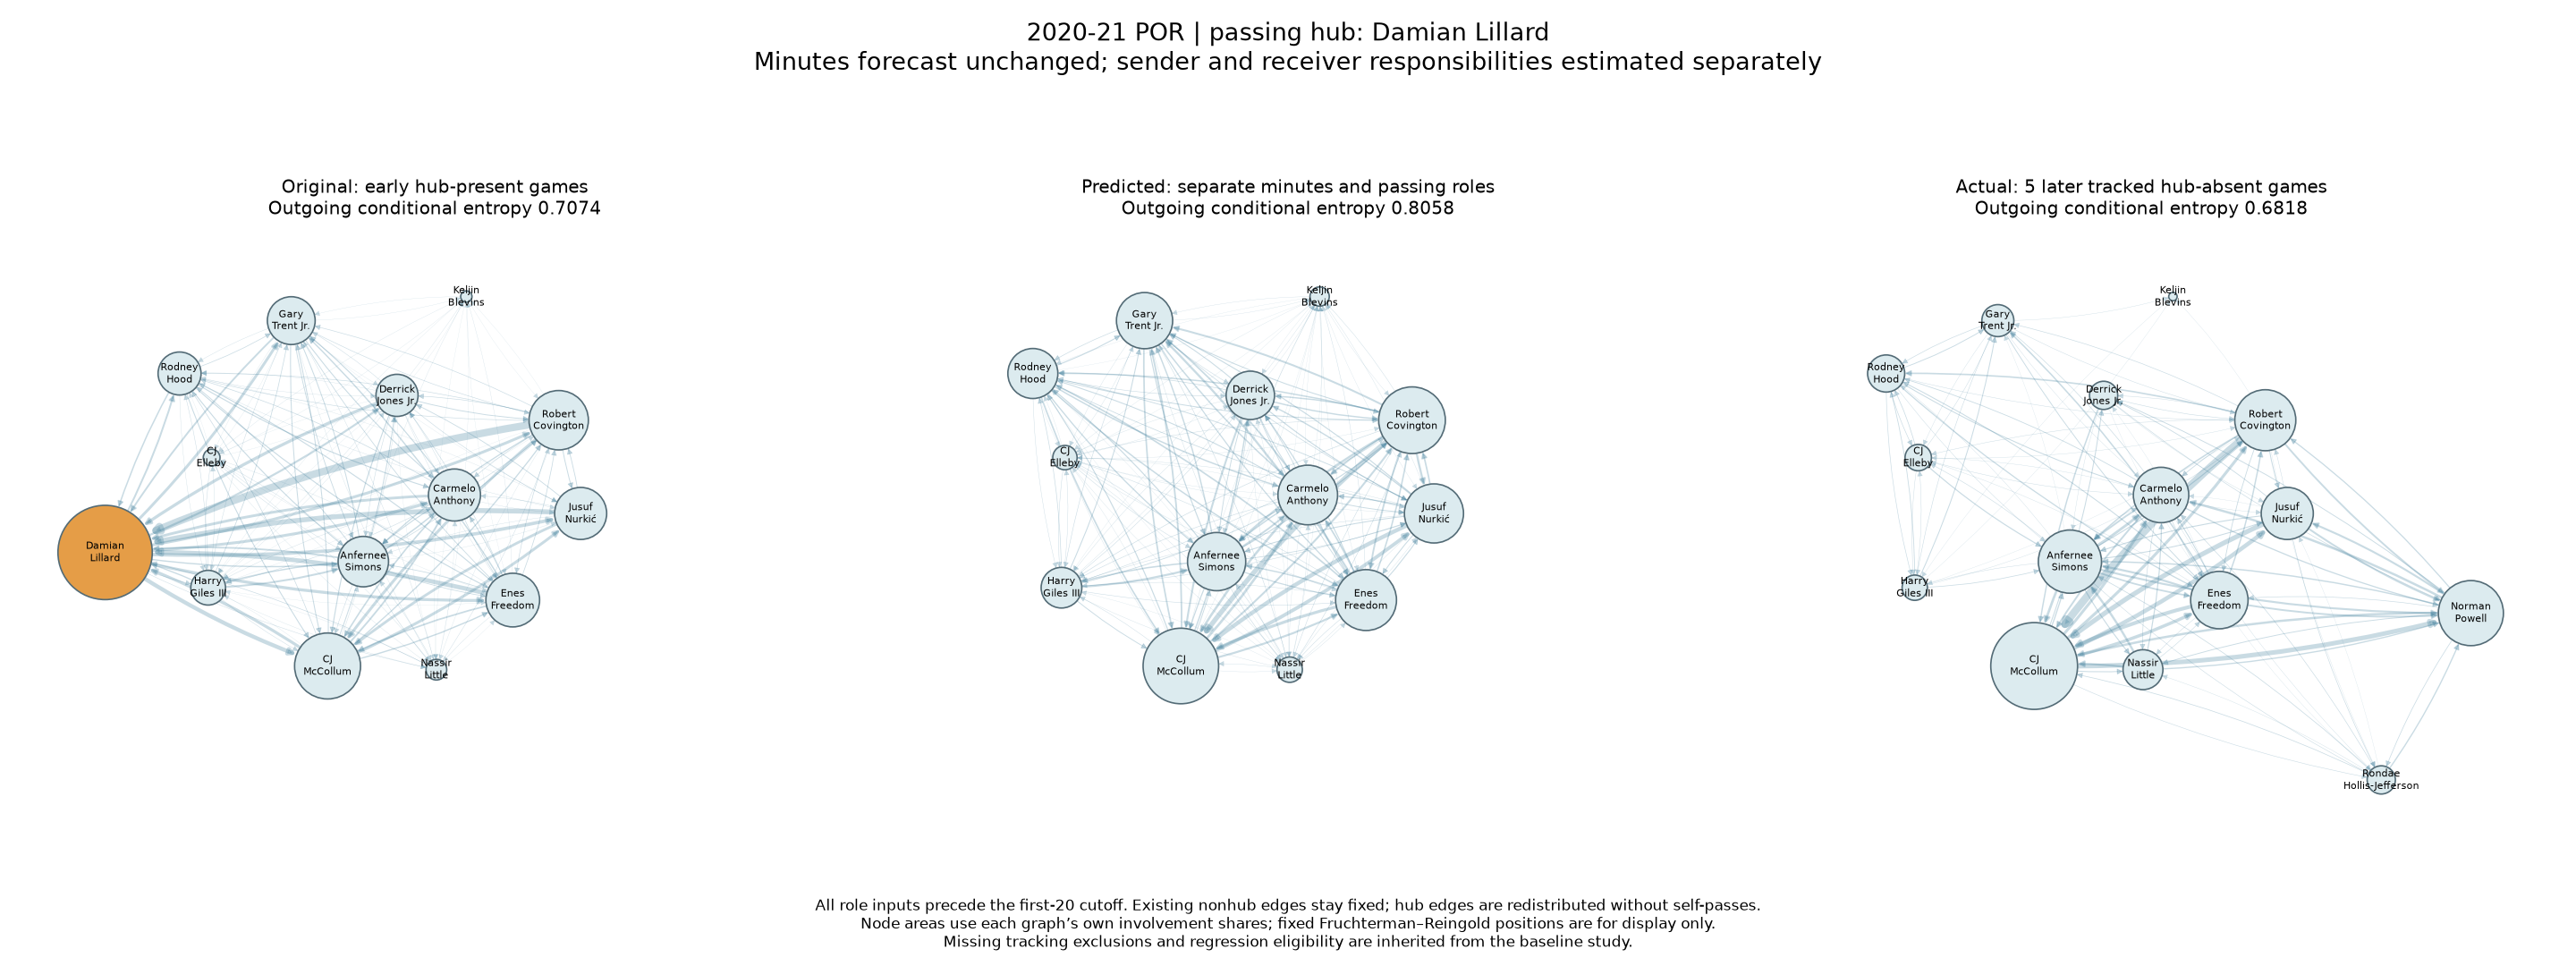 2020-21 POR | passing hub: Damian Lillard
Minutes forecast unchanged; sender and receiver responsibilities estimated separately
Original: early hub-present games
Outgoing conditional entropy 0.7074
Keljin
Blevins
Gary
Trent Jr.
Rodney
Hood
Derrick
Jones Jr.
Robert
Covington
CJ
Elleby
Carmelo
Anthony
Jusuf
Nurkić
Damian
Lillard
Anfernee
Simons
Harry
Giles III
Enes
Freedom
CJ
McCollum
Nassir
Little
Predicted: separate minutes and passing roles
Outgoing conditional entropy 0.8058
Keljin
Blevins
Gary
Trent Jr.
Rodney
Hood
Derrick
Jones Jr.
Robert
Covington
CJ
Elleby
Carmelo
Anthony
Jusuf
Nurkić
Anfernee
Simons
Harry
Giles III
Enes
Freedom
CJ
McCollum
Nassir
Little
Actual: 5 later tracked hub-absent games
Outgoing conditional entropy 0.6818
Keljin
Blevins
Gary
Trent Jr.
Rodney
Hood
Derrick
Jones Jr.
Robert
Covington
CJ
Elleby
Carmelo
Anthony
Jusuf
Nurkić
Anfernee
Simons
Harry
Giles III
Enes
Freedom
Norman
Powell
CJ
McCollum
Nassir
Little
Rondae
Hollis-Jefferson
All role inputs precede the first-20 cutoff. Existing nonhub edges stay fixed; hub edges are redistributed without self-passes.
Node areas use each graph’s own involvement shares; fixed Fruchterman–Reingold positions are for display only.
Missing tracking exclusions and regression eligibility are inherited from the baseline study.